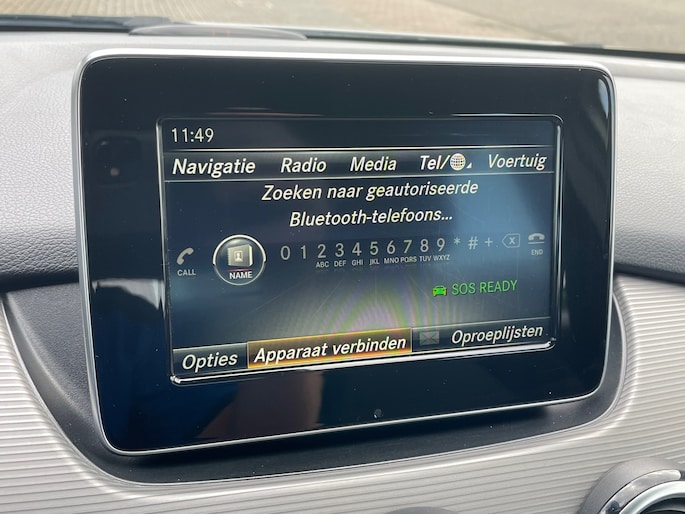 11:49
Navigatie Radio Media Tel/ Voertuig
Zoeken naar geautoriseerde
Bluetooth-telefoons...
0 1 2 3 4 5 6 7 8 9 * # +
ABC DEF GHI JKL MNO PQRS TUV WXYZ
CALL NAME END
SOS READY
Opties Apparaat verbinden Oproeplijsten